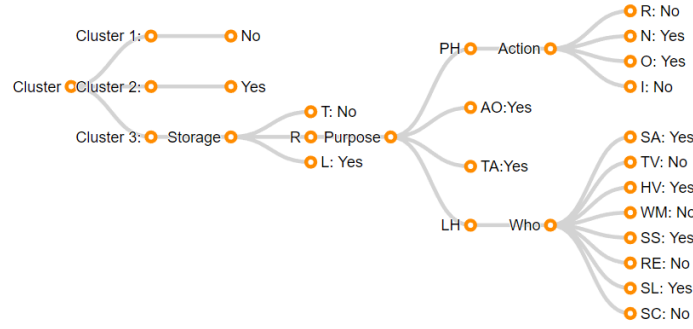 R: No
N: Yes
O: Yes
I: No
PH Action
Cluster 1: No
Cluster Cluster 2: Yes
Cluster 3: Storage
T: No
R Purpose
L: Yes
AO:Yes
TA:Yes
LH Who
SA: Yes
TV: No
HV: Yes
WM: No
SS: Yes
RE: No
SL: Yes
SC: No